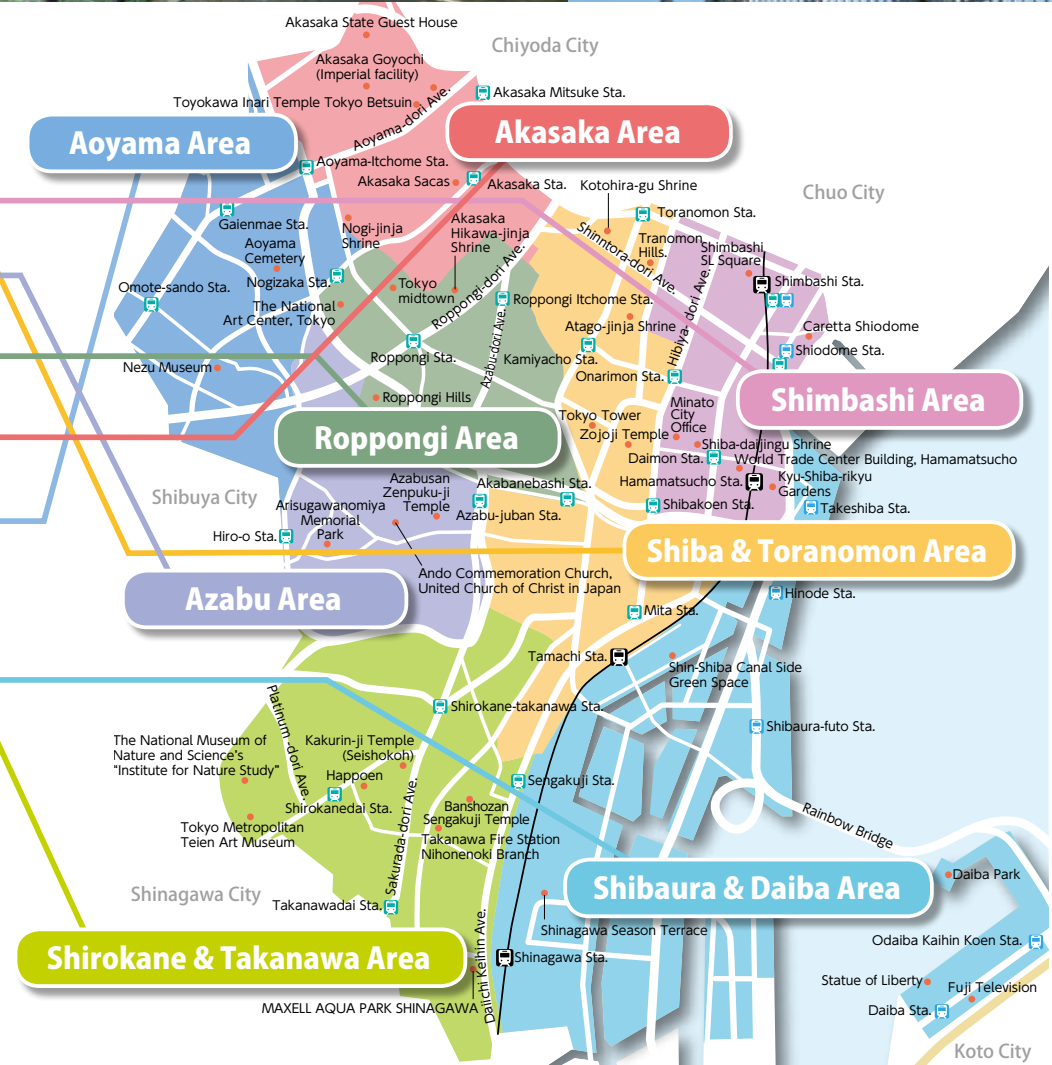 Akasaka State Guest House
Chiyoda City
Akasaka Goyochi
(Imperial facility)
Akasaka Mitsuke Sta.
Toyokawa Inari Temple Tokyo Betsuin
Aoyama-dori Ave.
Aoyama Area
Akasaka Area
Aoyama-Itchome Sta.
Akasaka Sacas
Akasaka Sta.
Kotohira-gu Shrine
Chuo City
Gaienmae Sta.
Nogi-jinja
Shrine
Akasaka
Hikawa-jinja
Shrine
Toranomon Sta.
Shinntora-dori Ave.
Tranomon
Hills.
Shimbashi
SL Square
Aoyama
Cemetery
Nogizaka Sta.
Roppongi-dori Ave.
Shimbashi Sta.
Omote-sando Sta.
Tokyo
midtown
The National
Art Center, Tokyo
Roppongi Itchome Sta.
Atago-jinja Shrine
Hibiya- dori Ave.
Caretta Shiodome
Roppongi Sta.
Azabu-dori Ave.
Kamiyacho Sta.
Shiodome Sta.
Nezu Museum
Onarimon Sta.
Roppongi Hills
Shimbashi Area
Roppongi Area
Tokyo Tower
Minato
City
Office
Zojoji Temple
Shiba-daijingu Shrine
Daimon Sta.
World Trade Center Building, Hamamatsucho
Shibuya City
Azabusan
Zenpuku-ji
Temple
Akabanebashi Sta.
Hamamatsucho Sta.
Kyu-Shiba-rikyu
Gardens
Arisugawanomiya
Memorial
Park
Azabu-juban Sta.
Shibakoen Sta.
Takeshiba Sta.
Hiro-o Sta.
Shiba & Toranomon Area
Ando Commemoration Church,
United Church of Christ in Japan
Azabu Area
Hinode Sta.
Mita Sta.
Tamachi Sta.
Shin-Shiba Canal Side
Green Space
Platinum -dori Ave.
Shirokane-takanawa Sta.
Shibaura-futo Sta.
The National Museum of
Nature and Science's
"Institute for Nature Study"
Kakurin-ji Temple
(Seishokoh)
Happoen
Sengakuji Sta.
Shirokanedai Sta.
Sakurada-dori Ave.
Banshozan
Sengakuji Temple
Rainbow Bridge
Tokyo Metropolitan
Teien Art Museum
Takanawa Fire Station
Nihonenoki Branch
Shinagawa City
Shibaura & Daiba Area
Daiba Park
Takanawadai Sta.
Shinagawa Season Terrace
Odaiba Kaihin Koen Sta.
Shirokane & Takanawa Area
Daiichi Keihin Ave.
Shinagawa Sta.
Statue of Liberty
Fuji Television
MAXELL AQUA PARK SHINAGAWA
Daiba Sta.
Koto City